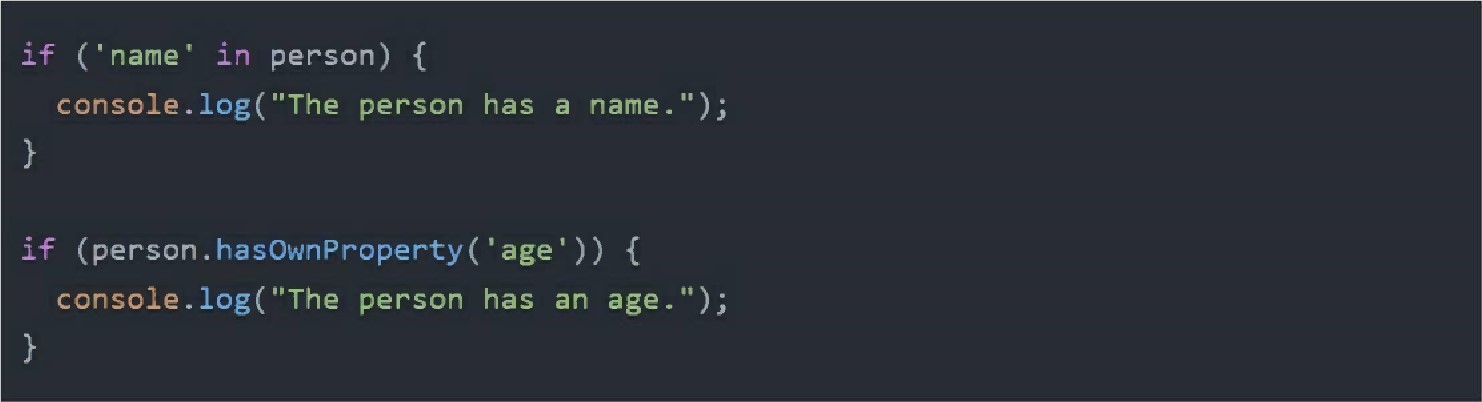 if ('name' in person) {
  console.log("The person has a name.");
}

if (person.hasOwnProperty('age')) {
  console.log("The person has an age.");
}